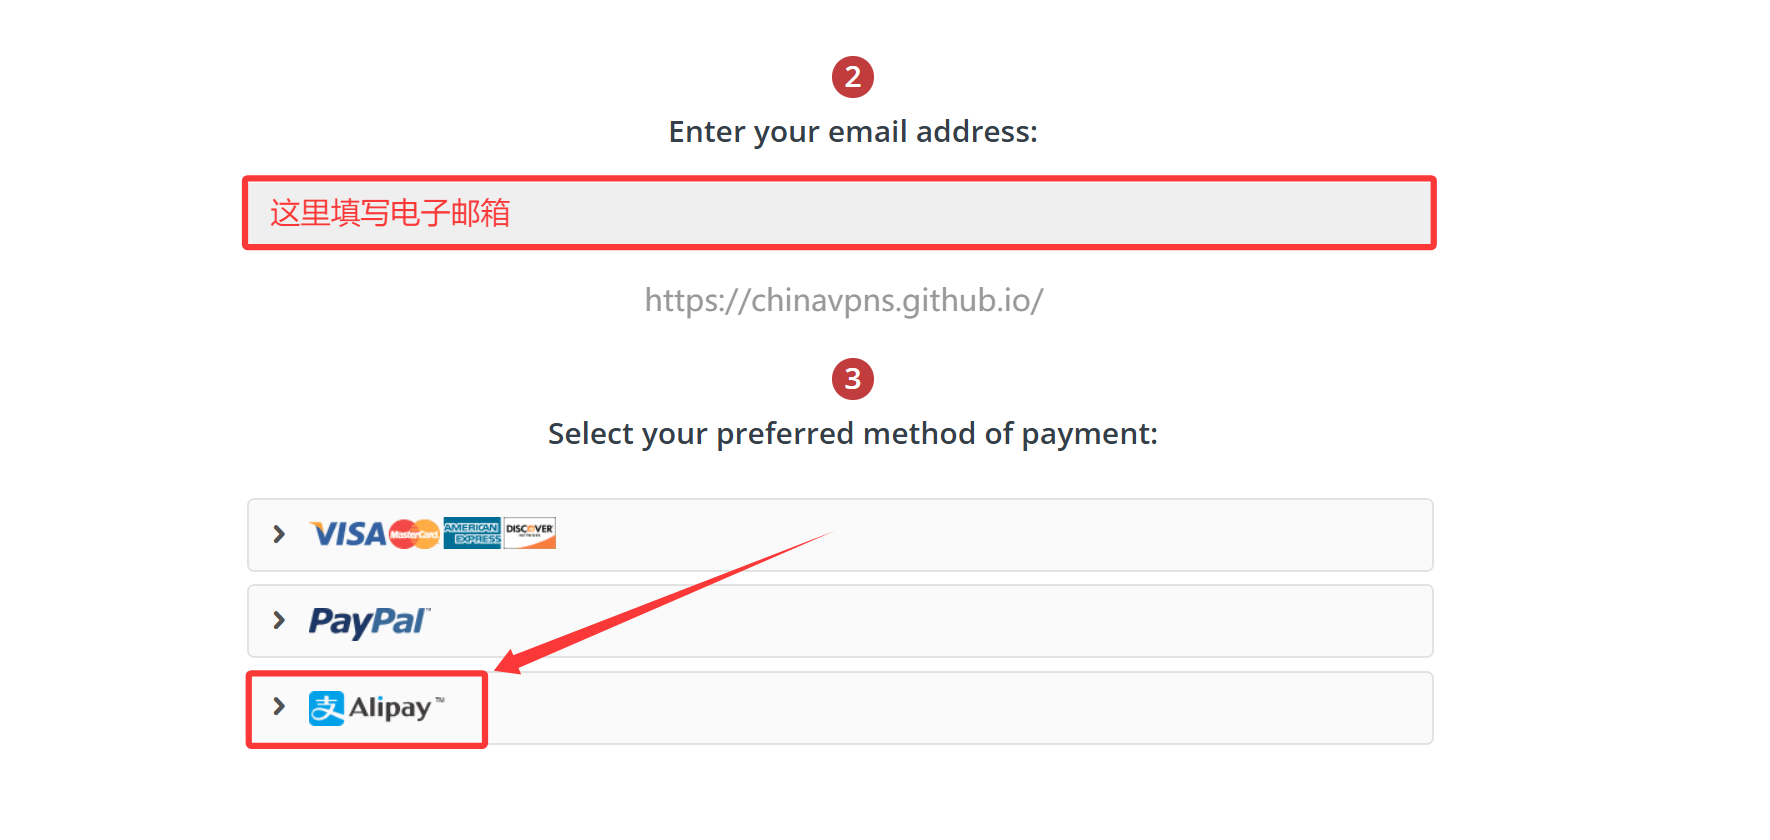 2
Enter your email address:
这里填写电子邮箱
https://chinavpns.github.io/
3
Select your preferred method of payment:
VISA MasterCard AMERICAN EXPRESS DISCOVER
PayPal™
支 Alipay™